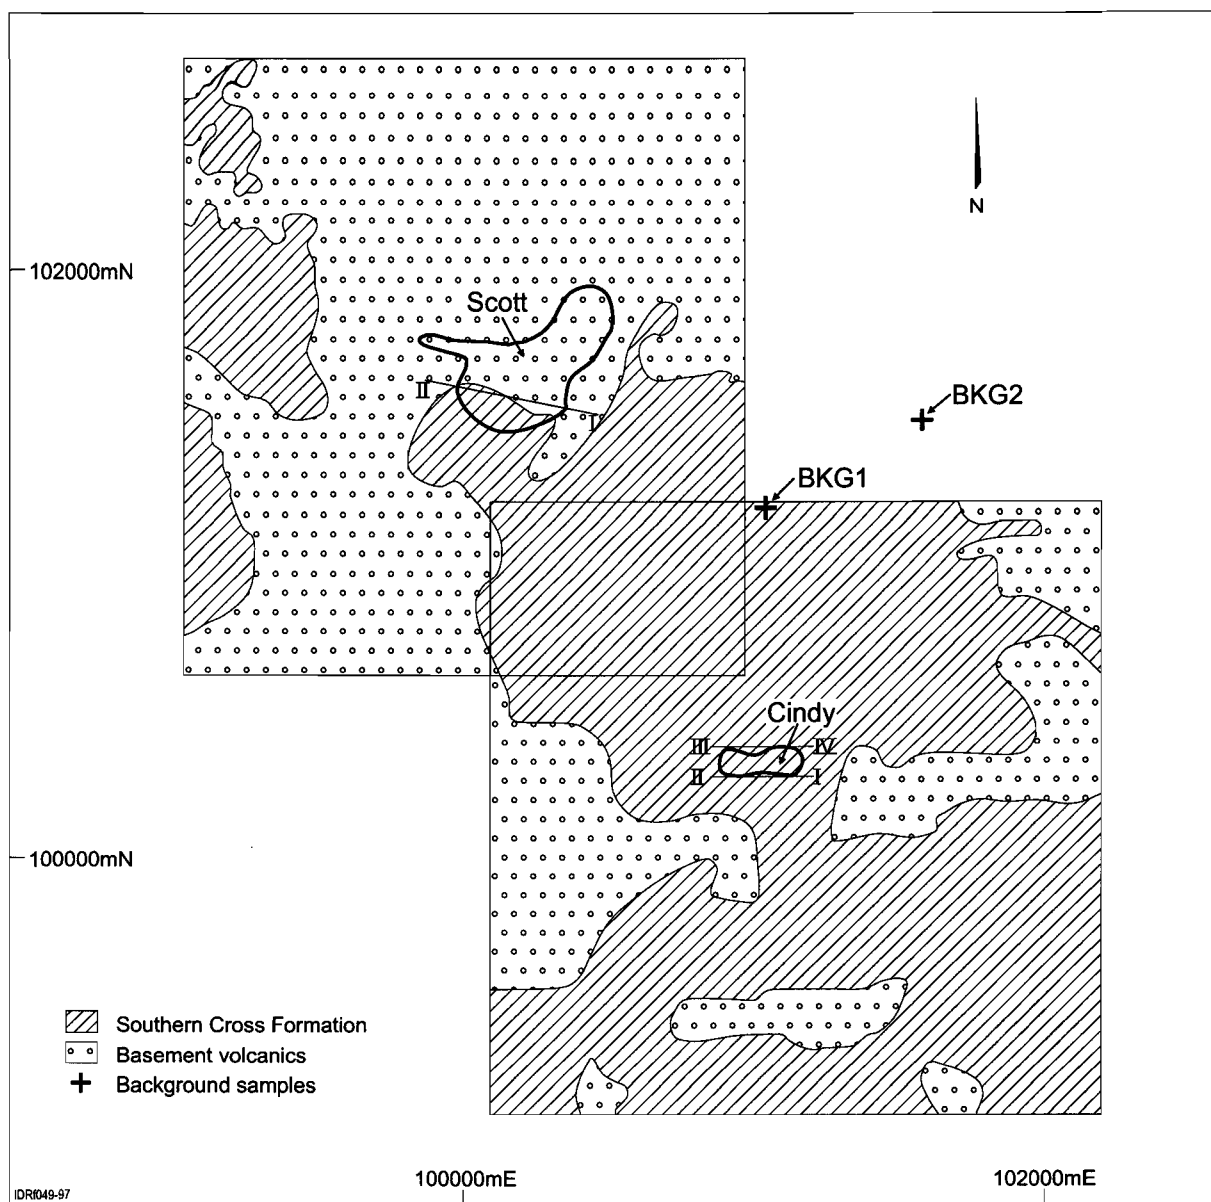 N
102000mN
Scott
II
I
BKG2
BKG1
Cindy
III
IV
II
I
100000mN
Southern Cross Formation
Basement volcanics
Background samples
100000mE
102000mE
IDRf049-97